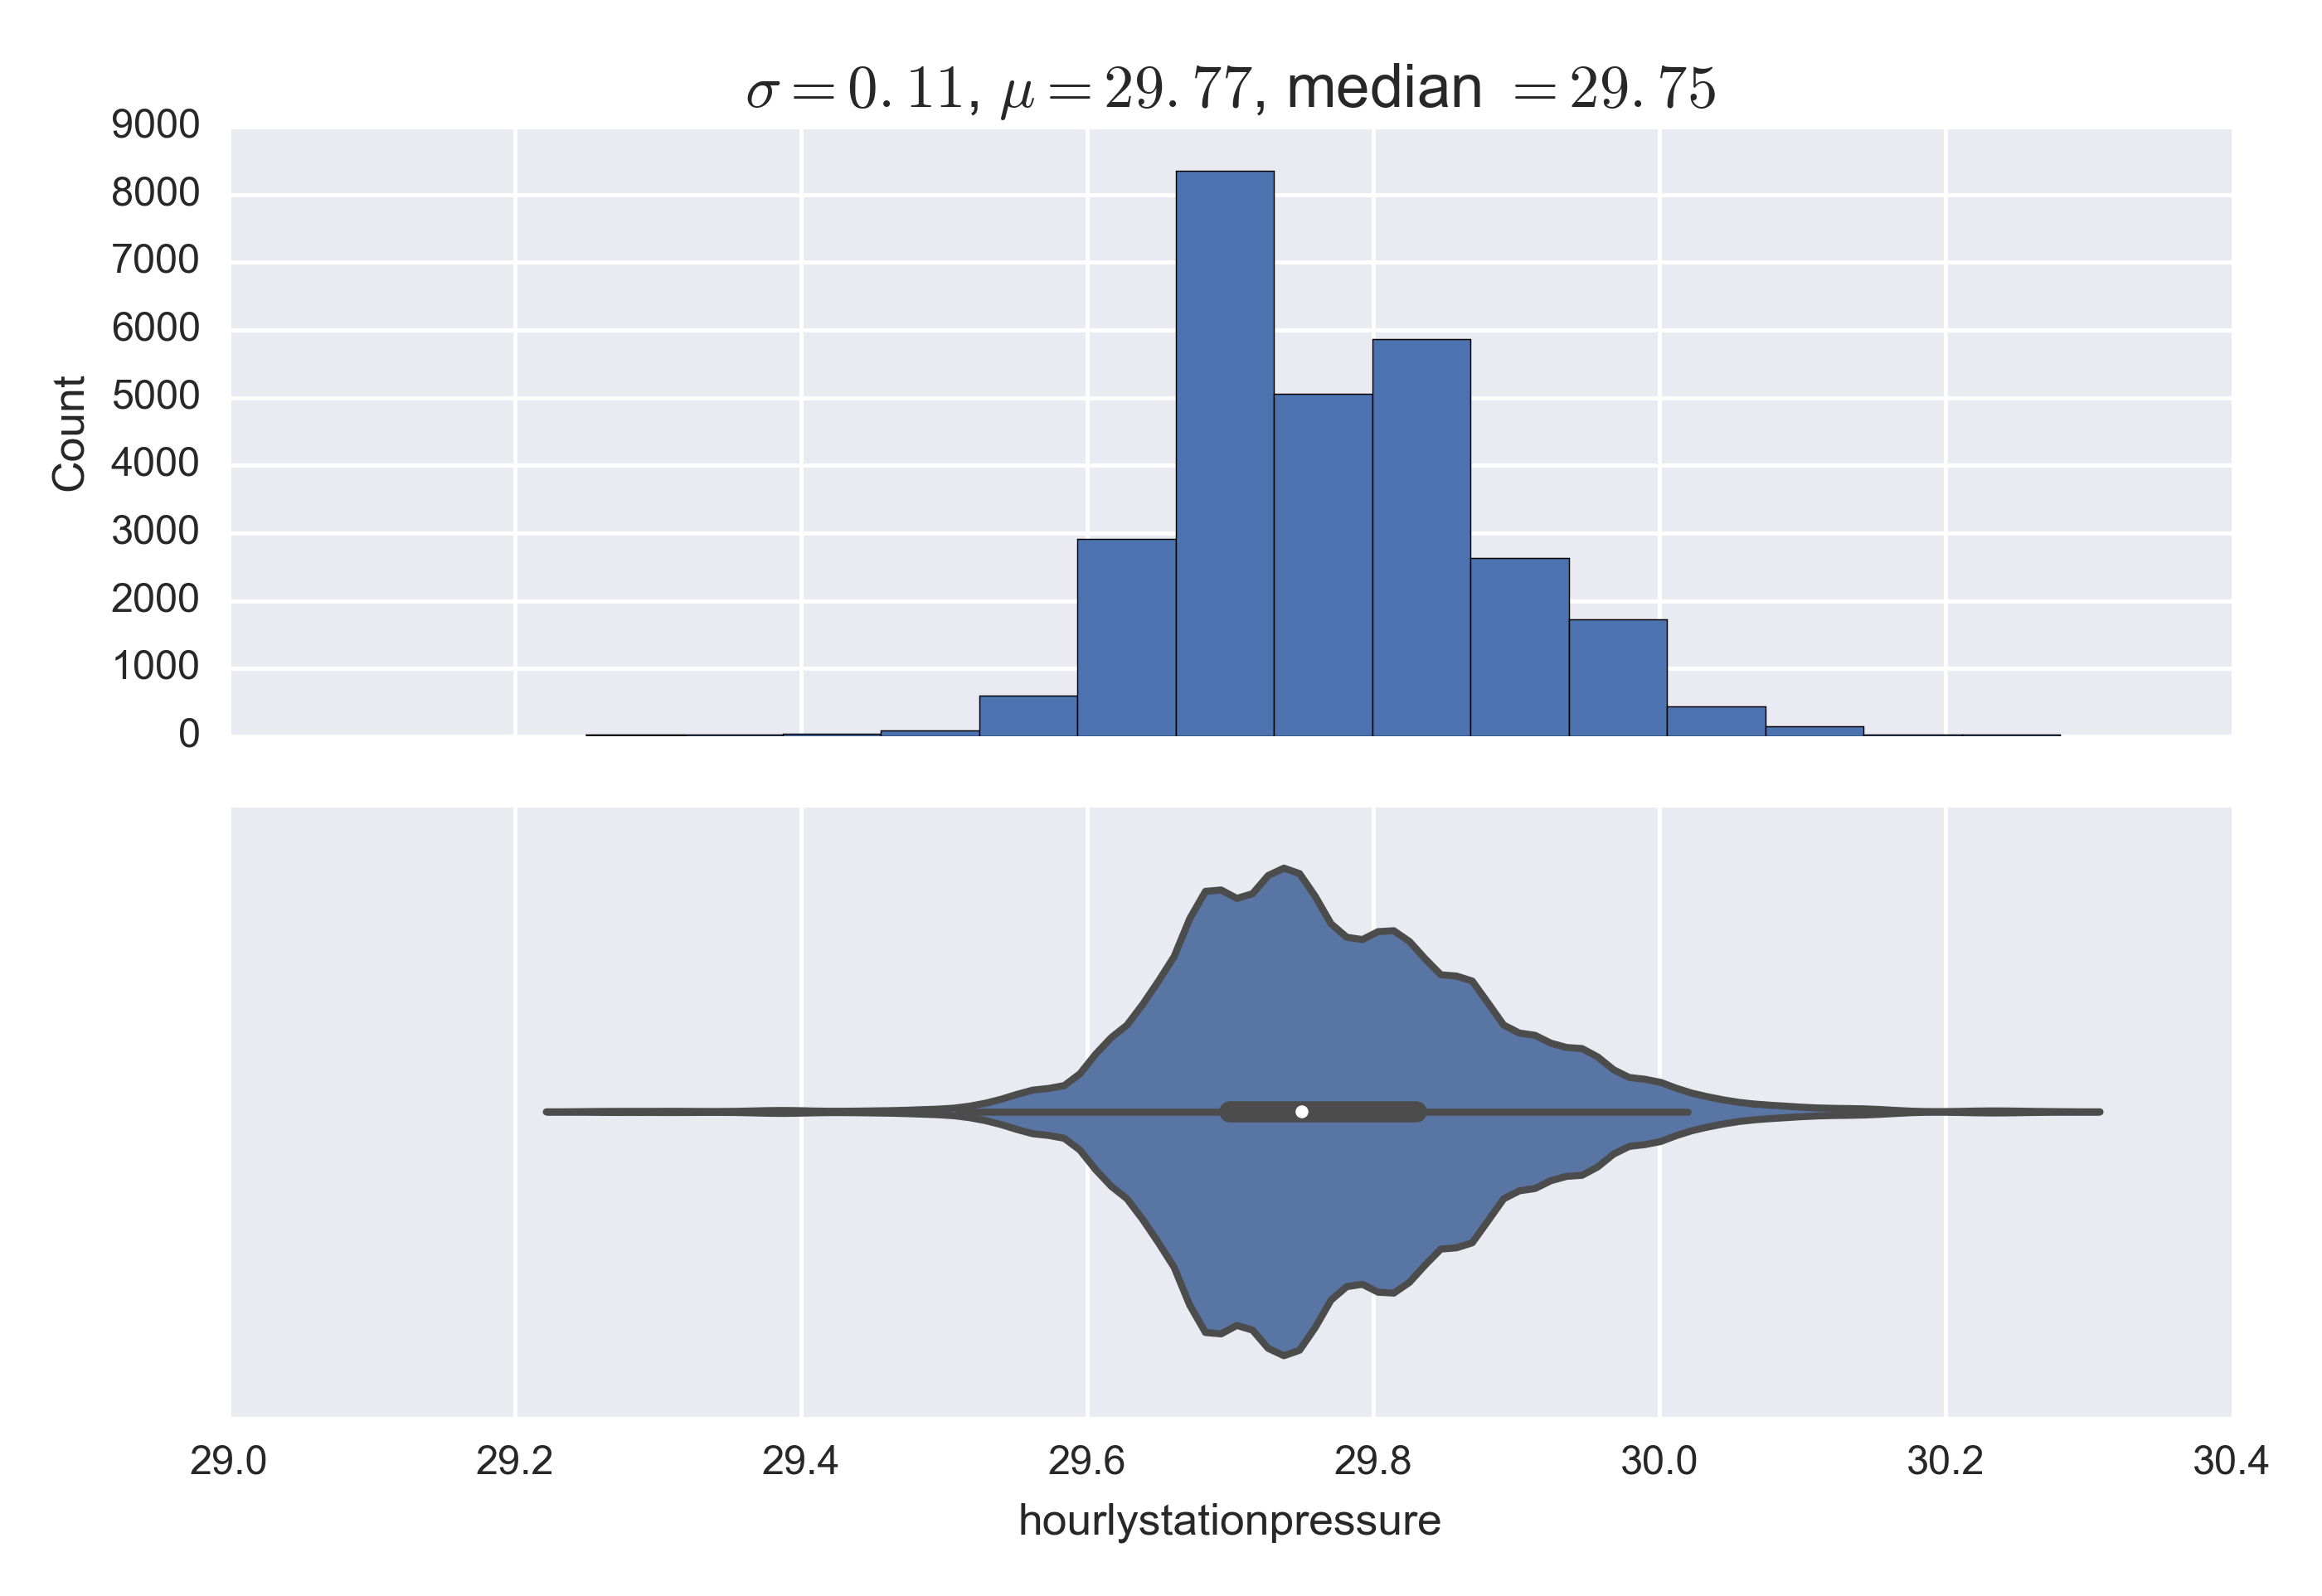 σ = 0.11, μ = 29.77, median = 29.75
9000
8000
7000
6000
5000
4000
3000
2000
1000
0
Count
29.0 29.2 29.4 29.6 29.8 30.0 30.2 30.4
hourlystationpressure